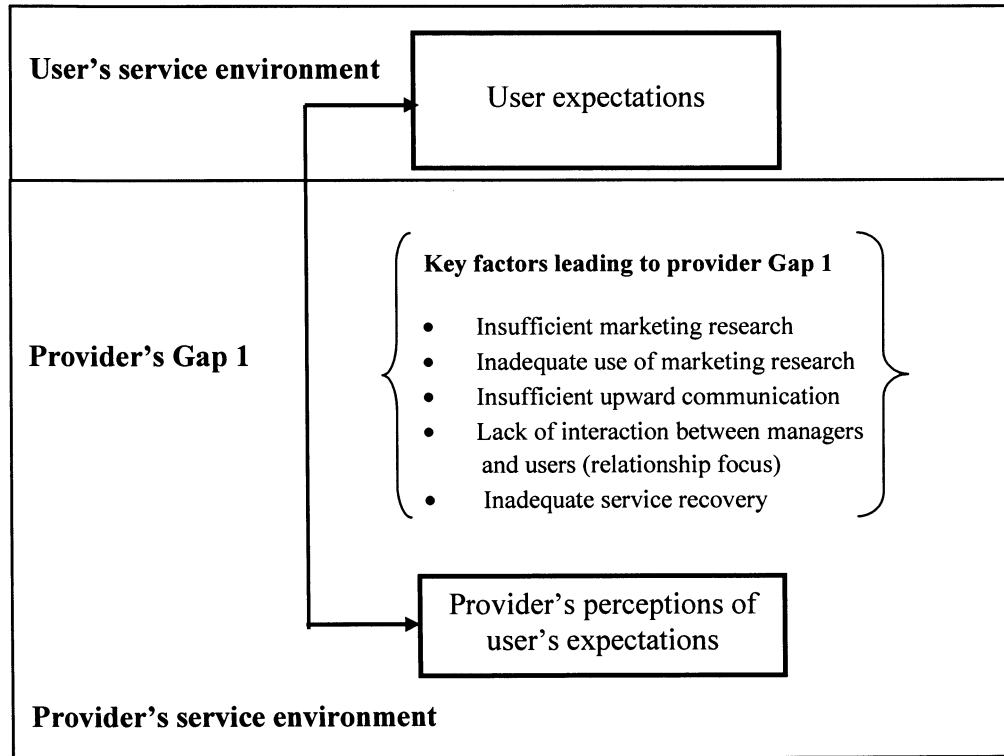 User's service environment
User expectations
Key factors leading to provider Gap 1
• Insufficient marketing research
Provider's Gap 1
• Inadequate use of marketing research
• Insufficient upward communication
• Lack of interaction between managers
and users (relationship focus)
• Inadequate service recovery
Provider's perceptions of
user's expectations
Provider's service environment